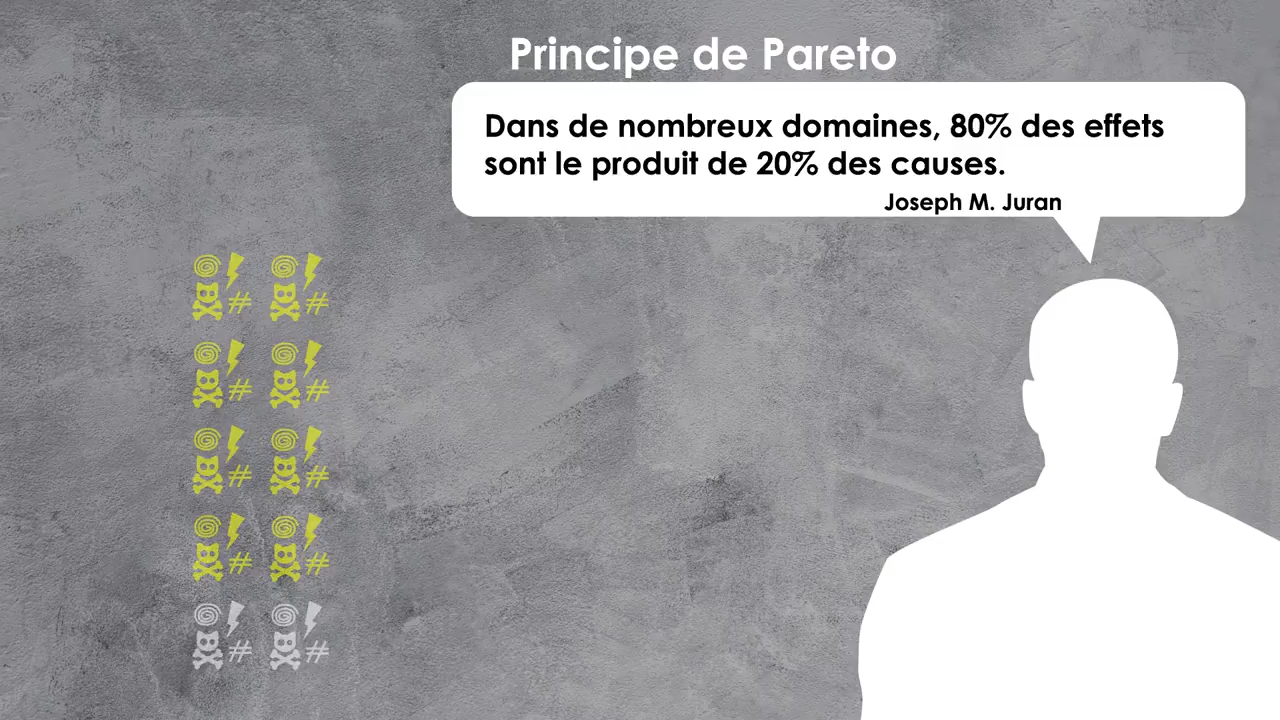 Principe de Pareto
Dans de nombreux domaines, 80% des effets
sont le produit de 20% des causes.
Joseph M. Juran
# #
# #
# #
# #
# #